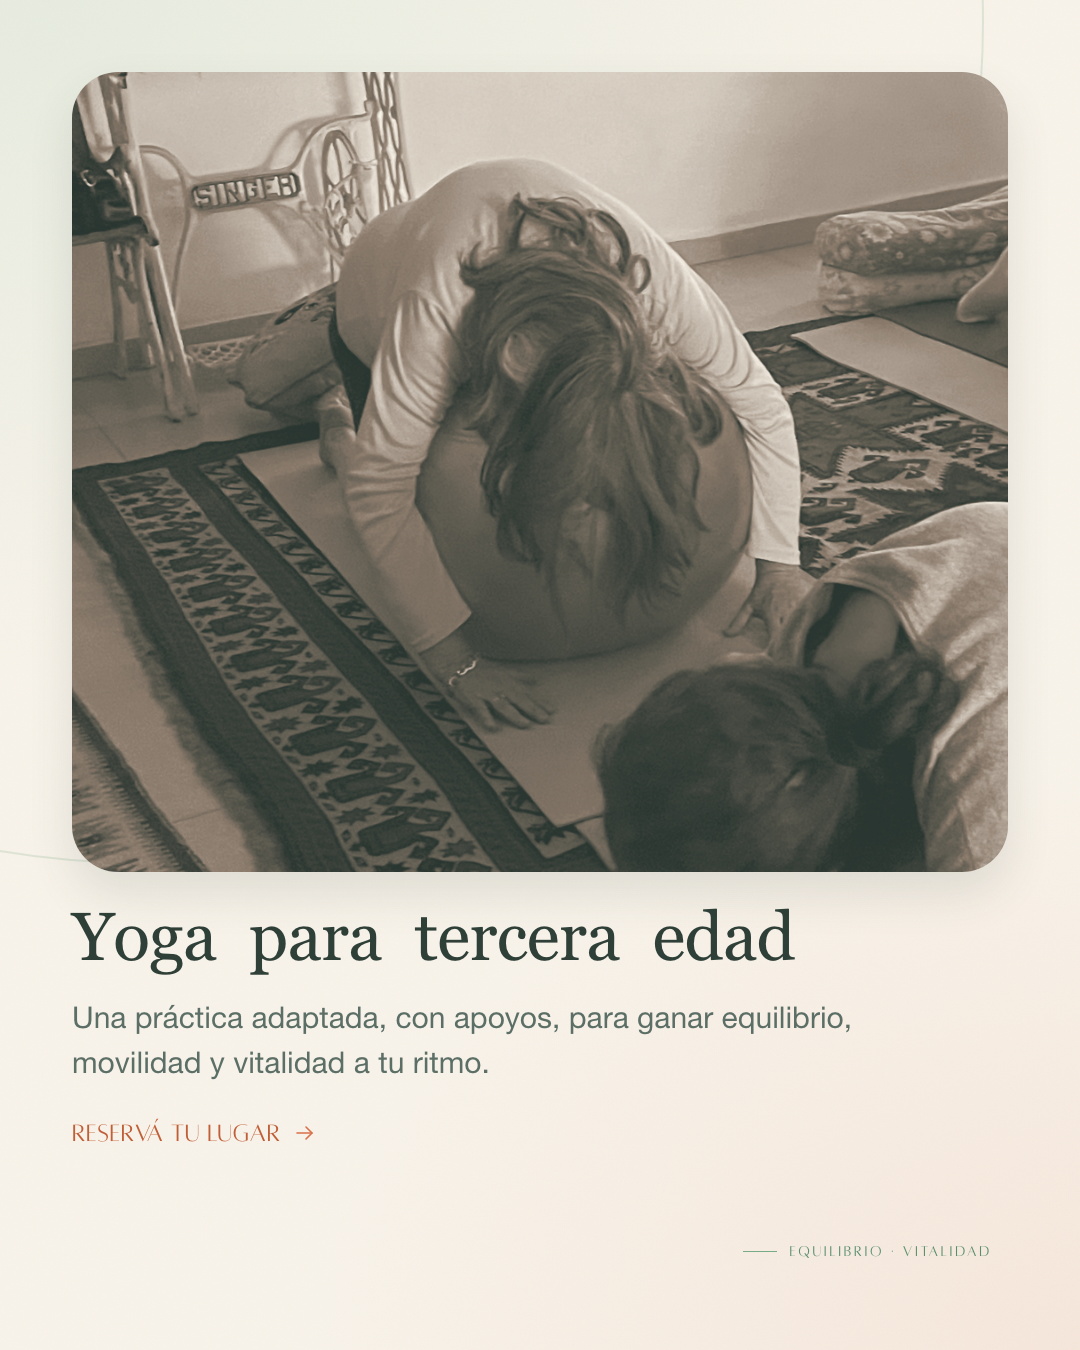 SINGER
Yoga para tercera edad
Una práctica adaptada, con apoyos, para ganar equilibrio,
movilidad y vitalidad a tu ritmo.
RESERVÁ TU LUGAR →
EQUILIBRIO · VITALIDAD